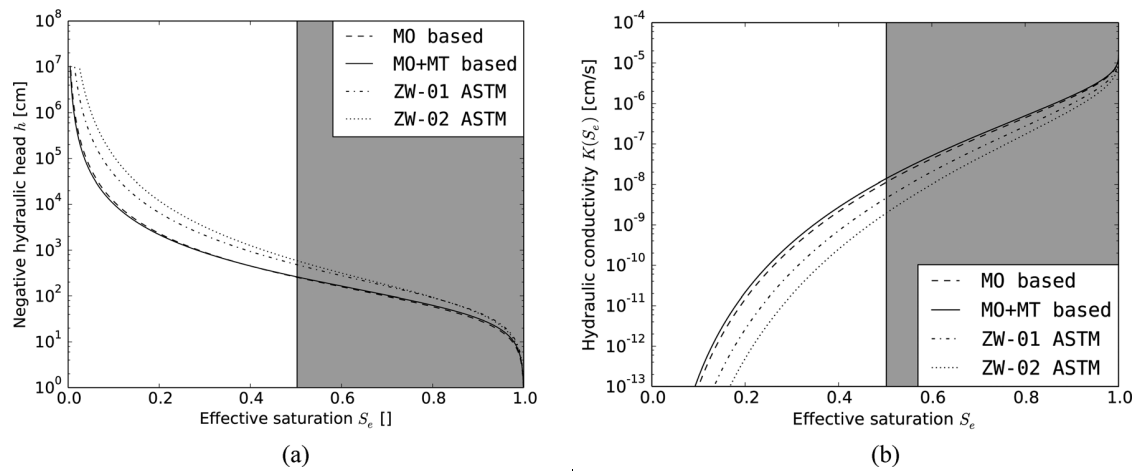 10^8
10^7
10^6
10^5
10^4
10^3
10^2
10^1
10^0
Negative hydraulic head h [cm]
MO based
MO+MT based
ZW-01 ASTM
ZW-02 ASTM
0.0 0.2 0.4 0.6 0.8 1.0
Effective saturation S_e []
(a)
10^-4
10^-5
10^-6
10^-7
10^-8
10^-9
10^-10
10^-11
10^-12
10^-13
Hydraulic conductivity K(S_e) [cm/s]
MO based
MO+MT based
ZW-01 ASTM
ZW-02 ASTM
0.0 0.2 0.4 0.6 0.8 1.0
Effective saturation S_e
(b)